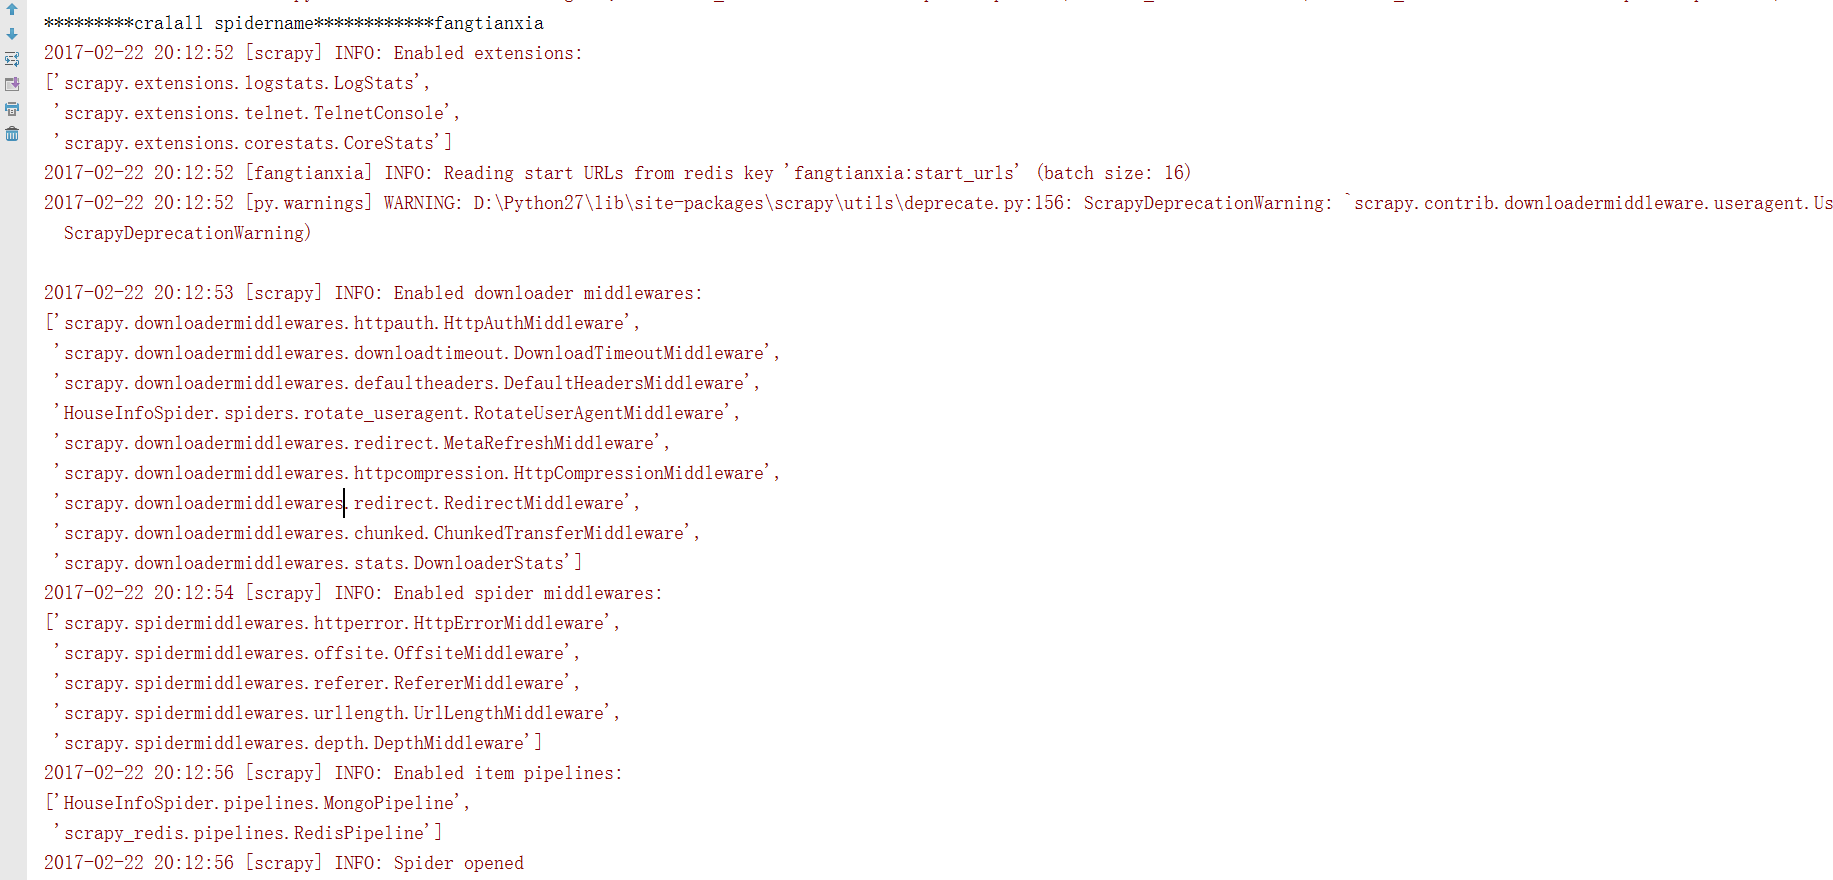 *********cralall spidername************fangtianxia
2017-02-22 20:12:52 [scrapy] INFO: Enabled extensions:
['scrapy.extensions.logstats.LogStats',
 'scrapy.extensions.telnet.TelnetConsole',
 'scrapy.extensions.corestats.CoreStats']
2017-02-22 20:12:52 [fangtianxia] INFO: Reading start URLs from redis key 'fangtianxia:start_urls' (batch size: 16)
2017-02-22 20:12:52 [py.warnings] WARNING: D:\Python27\lib\site-packages\scrapy\utils\deprecate.py:156: ScrapyDeprecationWarning: `scrapy.contrib.downloadermiddleware.useragent.Us
  ScrapyDeprecationWarning)
2017-02-22 20:12:53 [scrapy] INFO: Enabled downloader middlewares:
['scrapy.downloadermiddlewares.httpauth.HttpAuthMiddleware',
 'scrapy.downloadermiddlewares.downloadtimeout.DownloadTimeoutMiddleware',
 'scrapy.downloadermiddlewares.defaultheaders.DefaultHeadersMiddleware',
 'HouseInfoSpider.spiders.rotate_useragent.RotateUserAgentMiddleware',
 'scrapy.downloadermiddlewares.redirect.MetaRefreshMiddleware',
 'scrapy.downloadermiddlewares.httpcompression.HttpCompressionMiddleware',
 'scrapy.downloadermiddlewares.redirect.RedirectMiddleware',
 'scrapy.downloadermiddlewares.chunked.ChunkedTransferMiddleware',
 'scrapy.downloadermiddlewares.stats.DownloaderStats']
2017-02-22 20:12:54 [scrapy] INFO: Enabled spider middlewares:
['scrapy.spidermiddlewares.httperror.HttpErrorMiddleware',
 'scrapy.spidermiddlewares.offsite.OffsiteMiddleware',
 'scrapy.spidermiddlewares.referer.RefererMiddleware',
 'scrapy.spidermiddlewares.urllength.UrlLengthMiddleware',
 'scrapy.spidermiddlewares.depth.DepthMiddleware']
2017-02-22 20:12:56 [scrapy] INFO: Enabled item pipelines:
['HouseInfoSpider.pipelines.MongoPipeline',
 'scrapy_redis.pipelines.RedisPipeline']
2017-02-22 20:12:56 [scrapy] INFO: Spider opened